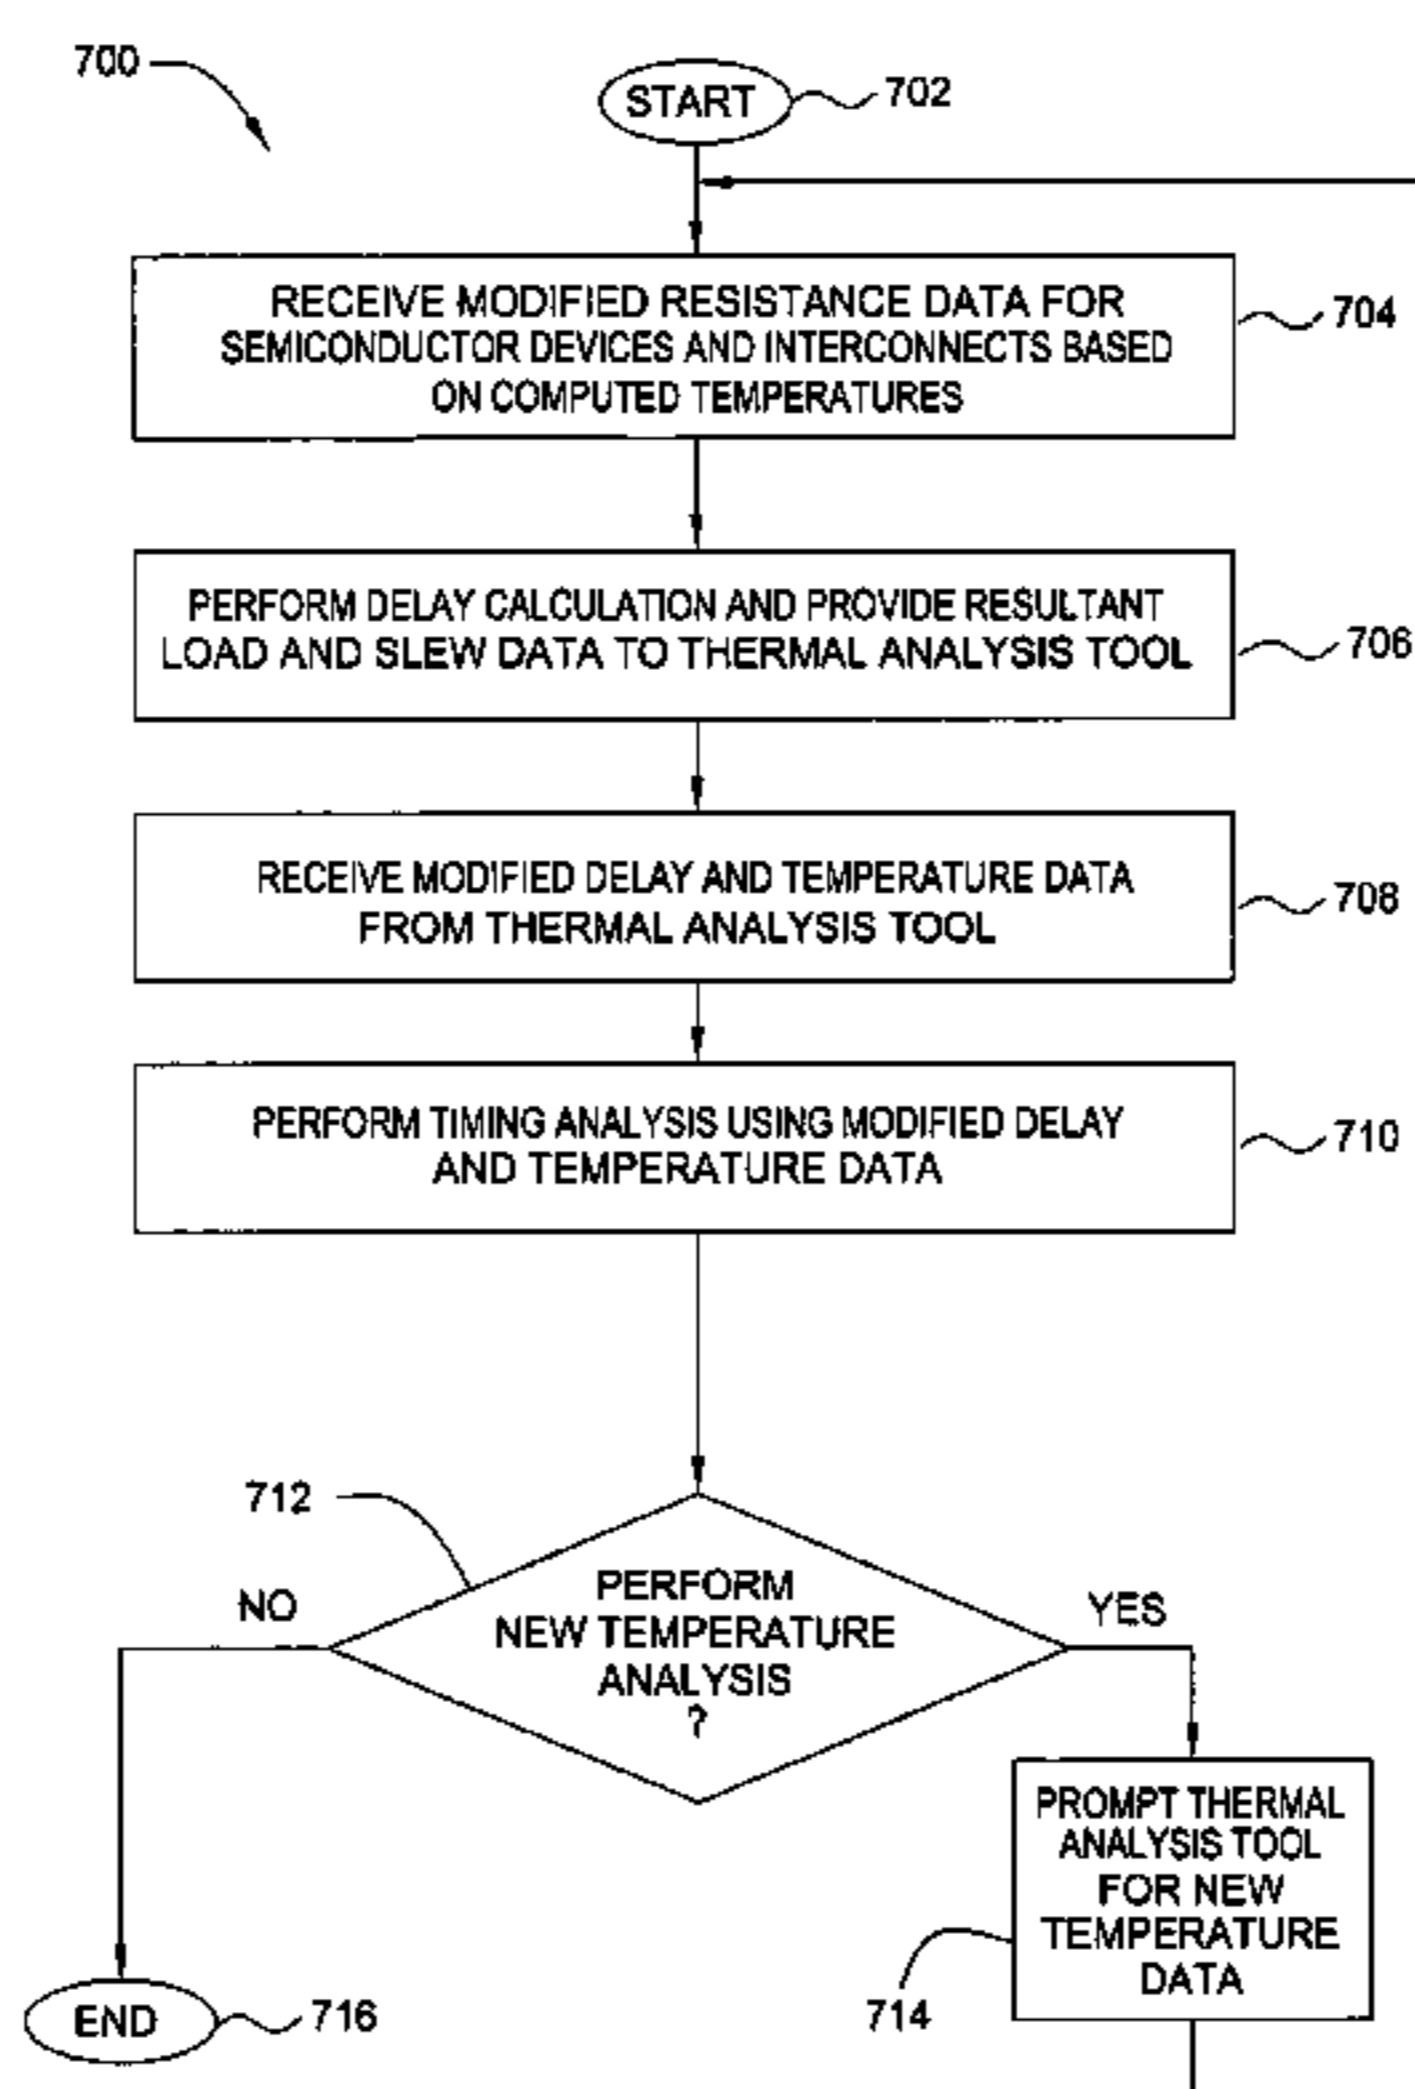 700
START
702
RECEIVE MODIFIED RESISTANCE DATA FOR
SEMICONDUCTOR DEVICES AND INTERCONNECTS BASED
ON COMPUTED TEMPERATURES
704
PERFORM DELAY CALCULATION AND PROVIDE RESULTANT
LOAD AND SLEW DATA TO THERMAL ANALYSIS TOOL
706
RECEIVE MODIFIED DELAY AND TEMPERATURE DATA
FROM THERMAL ANALYSIS TOOL
708
PERFORM TIMING ANALYSIS USING MODIFIED DELAY
AND TEMPERATURE DATA
710
712
NO
PERFORM
NEW TEMPERATURE
ANALYSIS
?
YES
PROMPT THERMAL
ANALYSIS TOOL
FOR NEW
TEMPERATURE
DATA
714
END
716